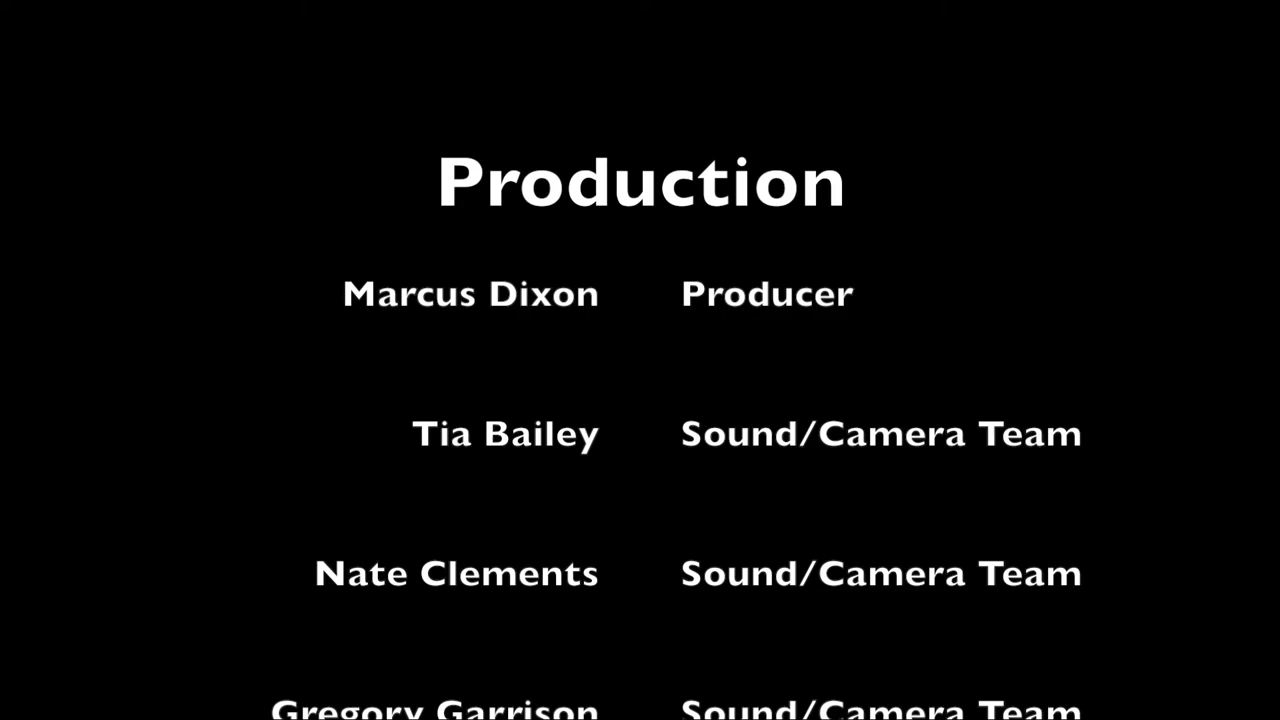 Production
Marcus Dixon Producer
Tia Bailey Sound/Camera Team
Nate Clements Sound/Camera Team
Gregory Garrison Sound/Camera Team